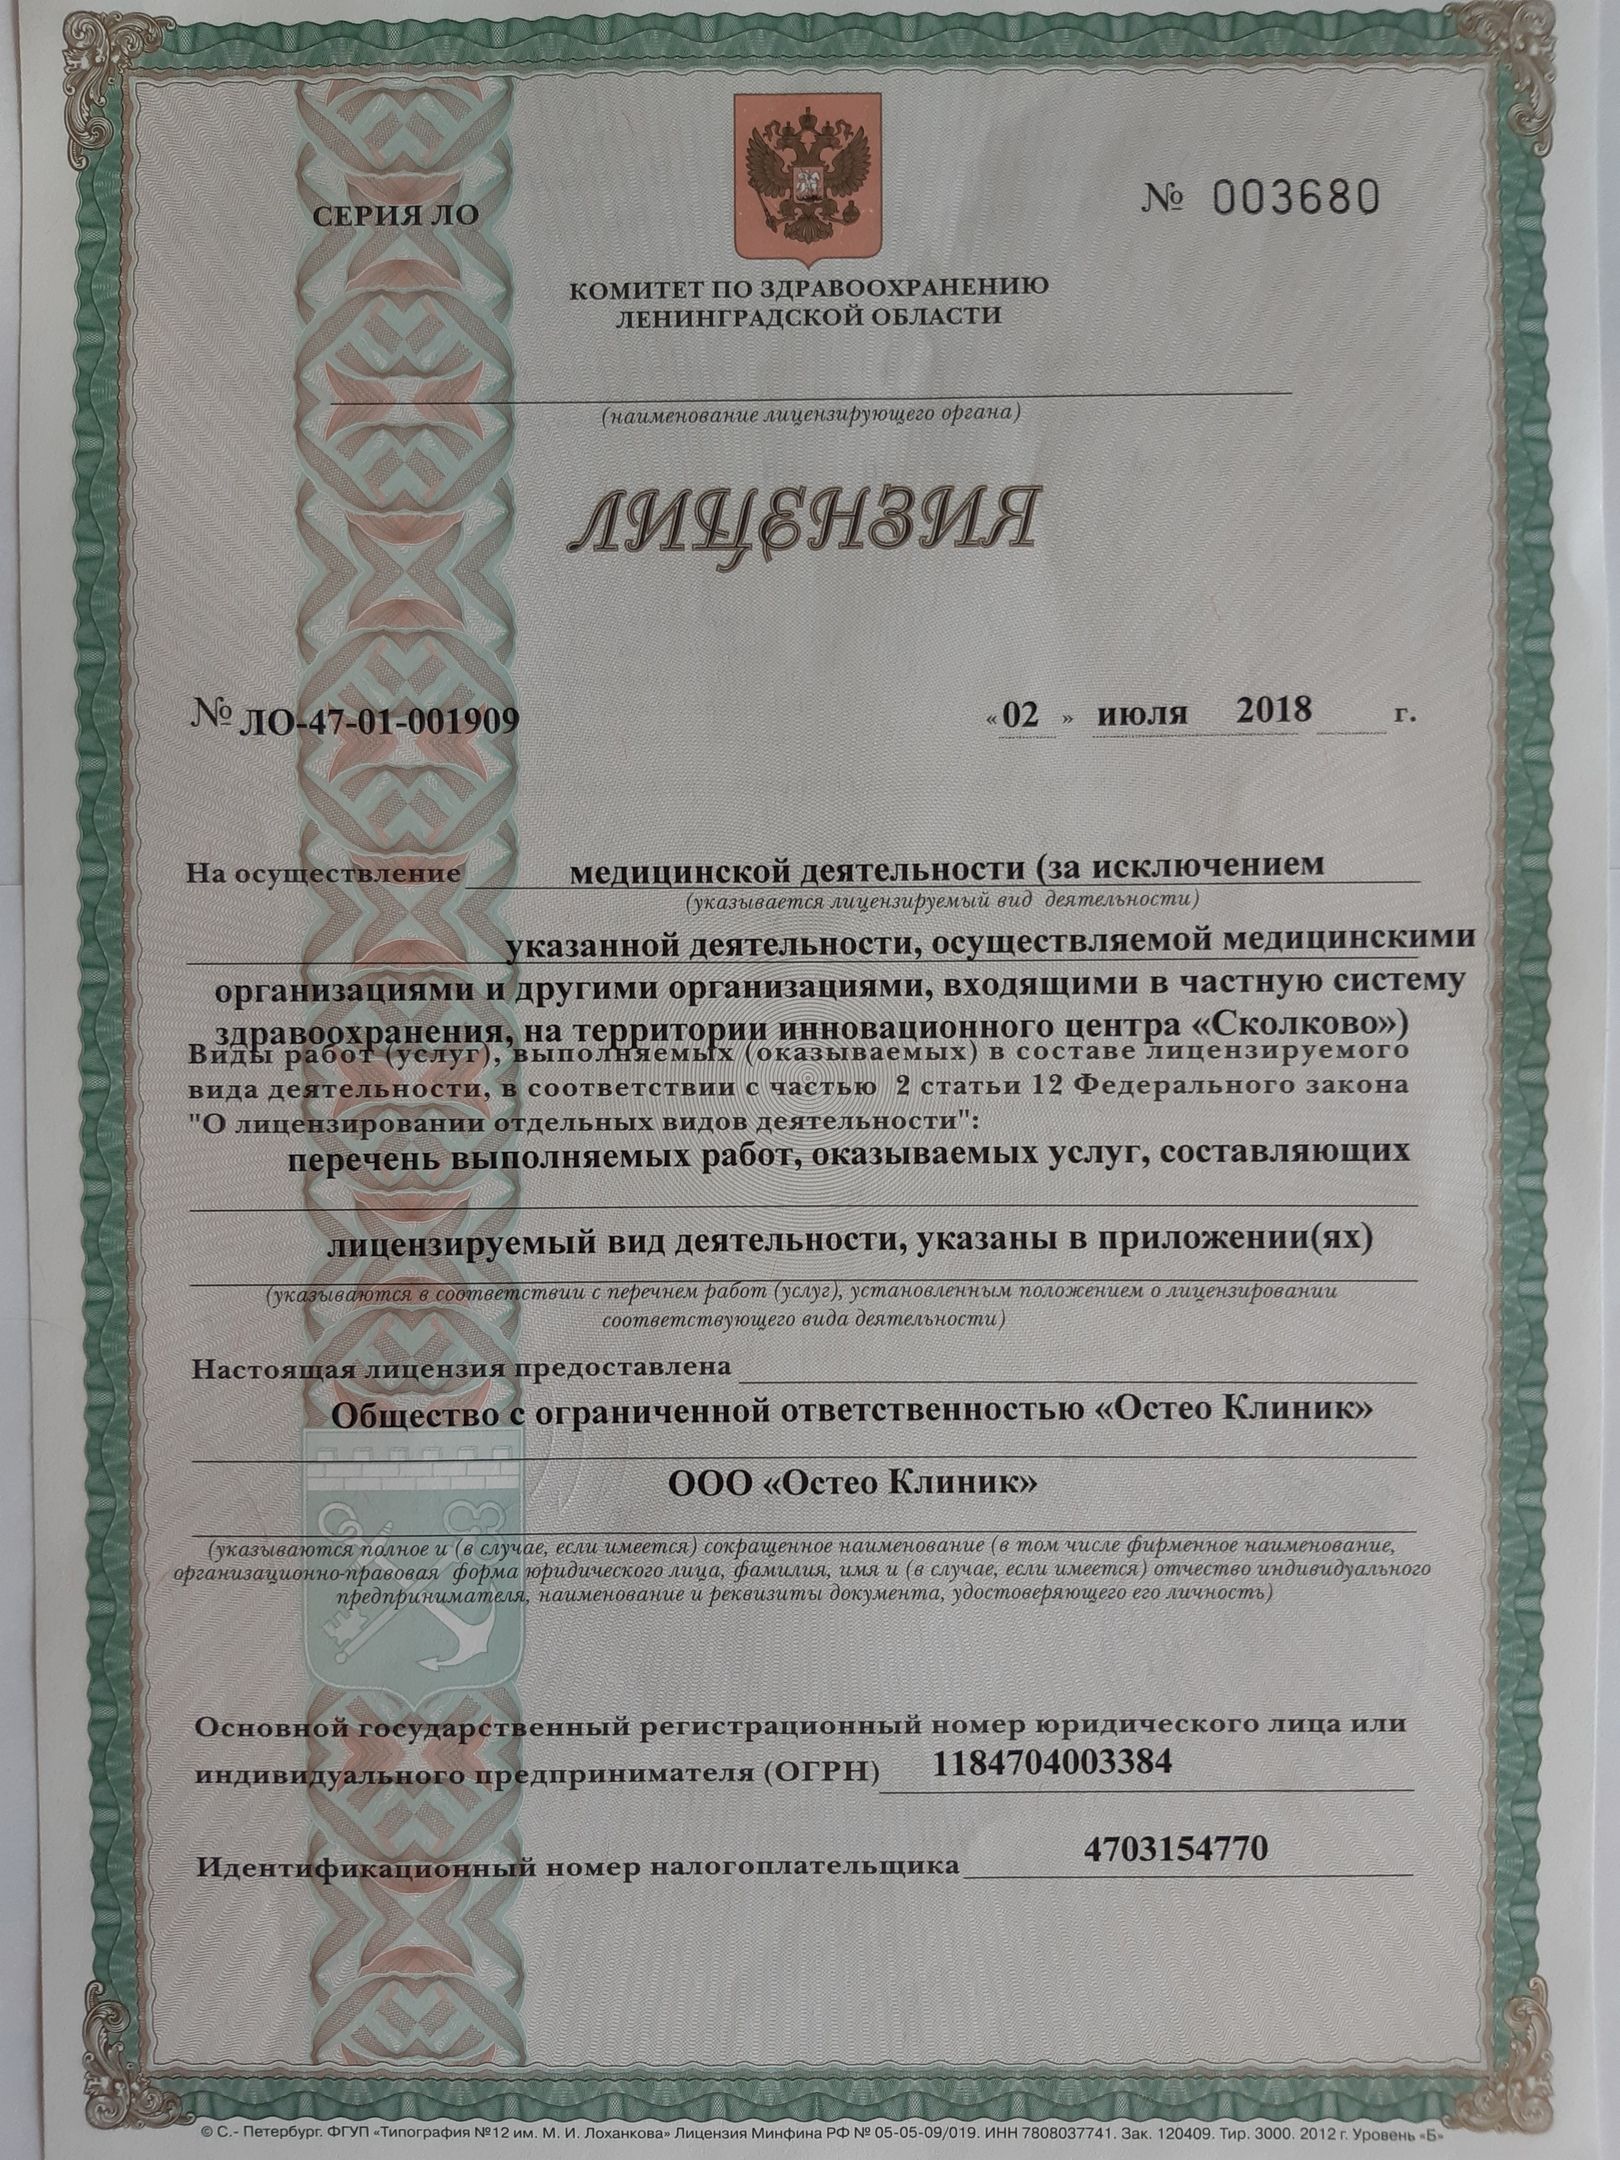 СЕРИЯ ЛО
№ 003680
КОМИТЕТ ПО ЗДРАВООХРАНЕНИЮ
ЛЕНИНГРАДСКОЙ ОБЛАСТИ
(наименование лицензирующего органа)
ЛИЦЕНЗИЯ
№ ЛО-47-01-001909
«02» июля 2018 г.
На осуществление медицинской деятельности (за исключением
(указывается лицензируемый вид деятельности)
указанной деятельности, осуществляемой медицинскими
организациями и другими организациями, входящими в частную систему
здравоохранения, на территории инновационного центра «Сколково»)
Виды работ (услуг), выполняемых (оказываемых) в составе лицензируемого
вида деятельности, в соответствии с частью 2 статьи 12 Федерального закона
"О лицензировании отдельных видов деятельности":
перечень выполняемых работ, оказываемых услуг, составляющих
лицензируемый вид деятельности, указаны в приложении(ях)
(указываются в соответствии с перечнем работ (услуг), установленным положением о лицензировании
соответствующего вида деятельности)
Настоящая лицензия предоставлена
Общество с ограниченной ответственностью «Остео Клиник»
ООО «Остео Клиник»
(указываются полное и (в случае, если имеется) сокращенное наименование (в том числе фирменное наименование,
организационно-правовая форма юридического лица, фамилия, имя и (в случае, если имеется) отчество индивидуального
предпринимателя, наименование и реквизиты документа, удостоверяющего его личность)
Основной государственный регистрационный номер юридического лица или
индивидуального предпринимателя (ОГРН) 1184704003384
Идентификационный номер налогоплательщика 4703154770
© С.- Петербург. ФГУП «Типография №12 им. М. И. Лоханкова» Лицензия Минфина РФ № 05-05-09/019. ИНН 7808037741. Зак. 120409. Тир. 3000. 2012 г. Уровень «Б»